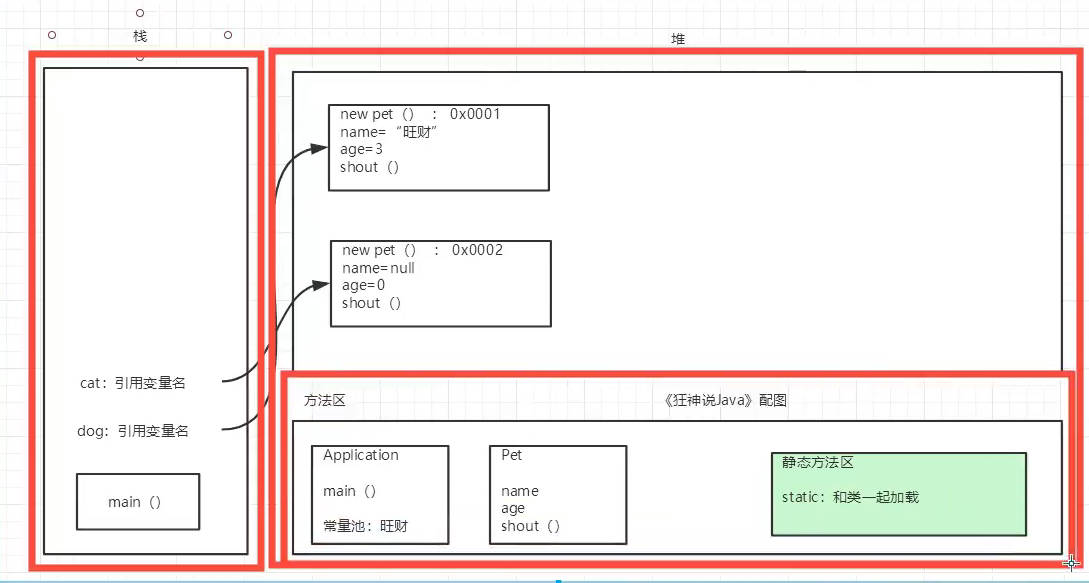 栈
堆
new pet（） ： 0x0001
name=“旺财”
age=3
shout（）
new pet（） ： 0x0002
name=null
age=0
shout（）
cat：引用变量名
dog：引用变量名
main（）
方法区
《狂神说Java》配图
Application
main（）
常量池：旺财
Pet
name
age
shout（）
静态方法区
static：和类一起加载